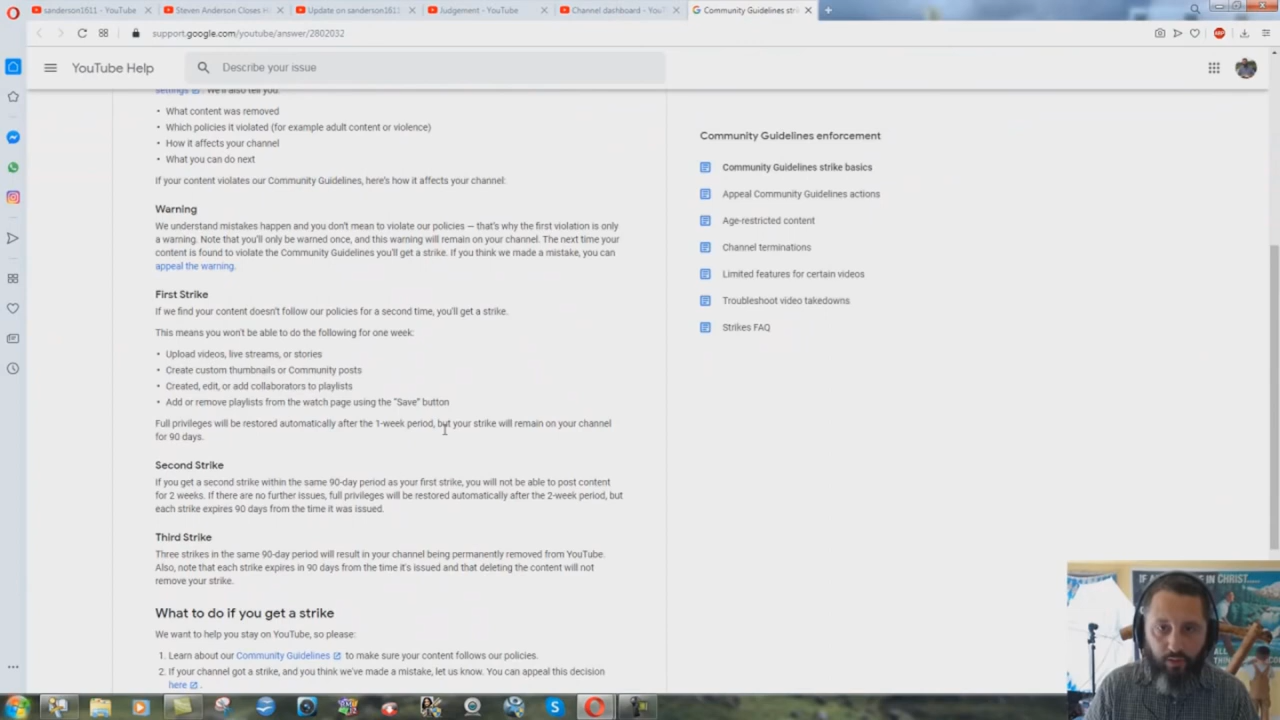 sanderson1611 - YouTube
Steven Anderson Closes H
Update on sanderson1611
Judgement - YouTube
Channel dashboard - YouT
Community Guidelines stri
support.google.com/youtube/answer/2802032
YouTube Help
Describe your issue
settings. We'll also tell you:
• What content was removed
• Which policies it violated (for example adult content or violence)
• How it affects your channel
• What you can do next
If your content violates our Community Guidelines, here's how it affects your channel:
Warning
We understand mistakes happen and you don't mean to violate our policies — that's why the first violation is only
a warning. Note that you'll only be warned once, and this warning will remain on your channel. The next time your
content is found to violate the Community Guidelines you'll get a strike. If you think we made a mistake, you can
appeal the warning.
First Strike
If we find your content doesn't follow our policies for a second time, you'll get a strike.
This means you won't be able to do the following for one week:
• Upload videos, live streams, or stories
• Create custom thumbnails or Community posts
• Created, edit, or add collaborators to playlists
• Add or remove playlists from the watch page using the "Save" button
Full privileges will be restored automatically after the 1-week period, but your strike will remain on your channel
for 90 days.
Second Strike
If you get a second strike within the same 90-day period as your first strike, you will not be able to post content
for 2 weeks. If there are no further issues, full privileges will be restored automatically after the 2-week period, but
each strike expires 90 days from the time it was issued.
Third Strike
Three strikes in the same 90-day period will result in your channel being permanently removed from YouTube.
Also, note that each strike expires in 90 days from the time it's issued and that deleting the content will not
remove your strike.
What to do if you get a strike
We want to help you stay on YouTube, so please:
1. Learn about our Community Guidelines to make sure your content follows our policies.
2. If your channel got a strike, and you think we've made a mistake, let us know. You can appeal this decision
here.
Community Guidelines enforcement
Community Guidelines strike basics
Appeal Community Guidelines actions
Age-restricted content
Channel terminations
Limited features for certain videos
Troubleshoot video takedowns
Strikes FAQ
IN CHRIST...
ALL